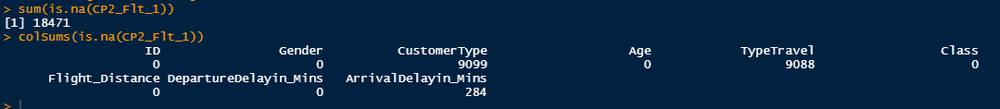 > sum(is.na(CP2_Flt_1))
[1] 18471
> colSums(is.na(CP2_Flt_1))
ID Gender CustomerType Age TypeTravel Class
0 0 9099 0 9088 0
Flight_Distance DepartureDelayin_Mins ArrivalDelayin_Mins
0 0 284
>